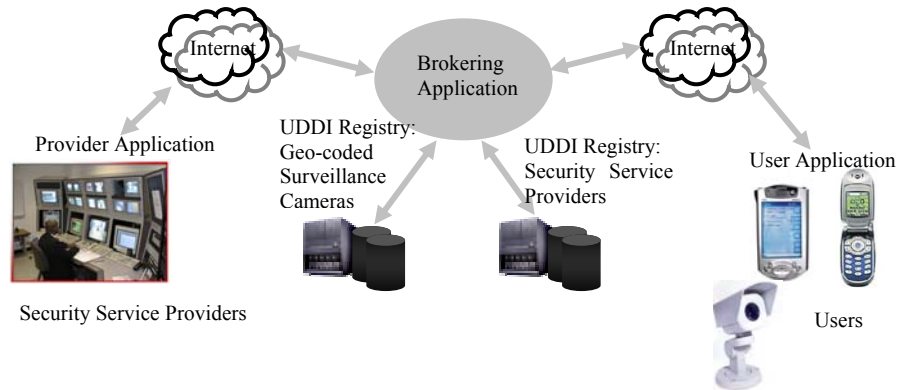 Internet
Internet
Brokering
Application
Provider Application
UDDI Registry:
Geo-coded
Surveillance
Cameras
UDDI Registry:
Security Service
Providers
User Application
Security Service Providers
Users